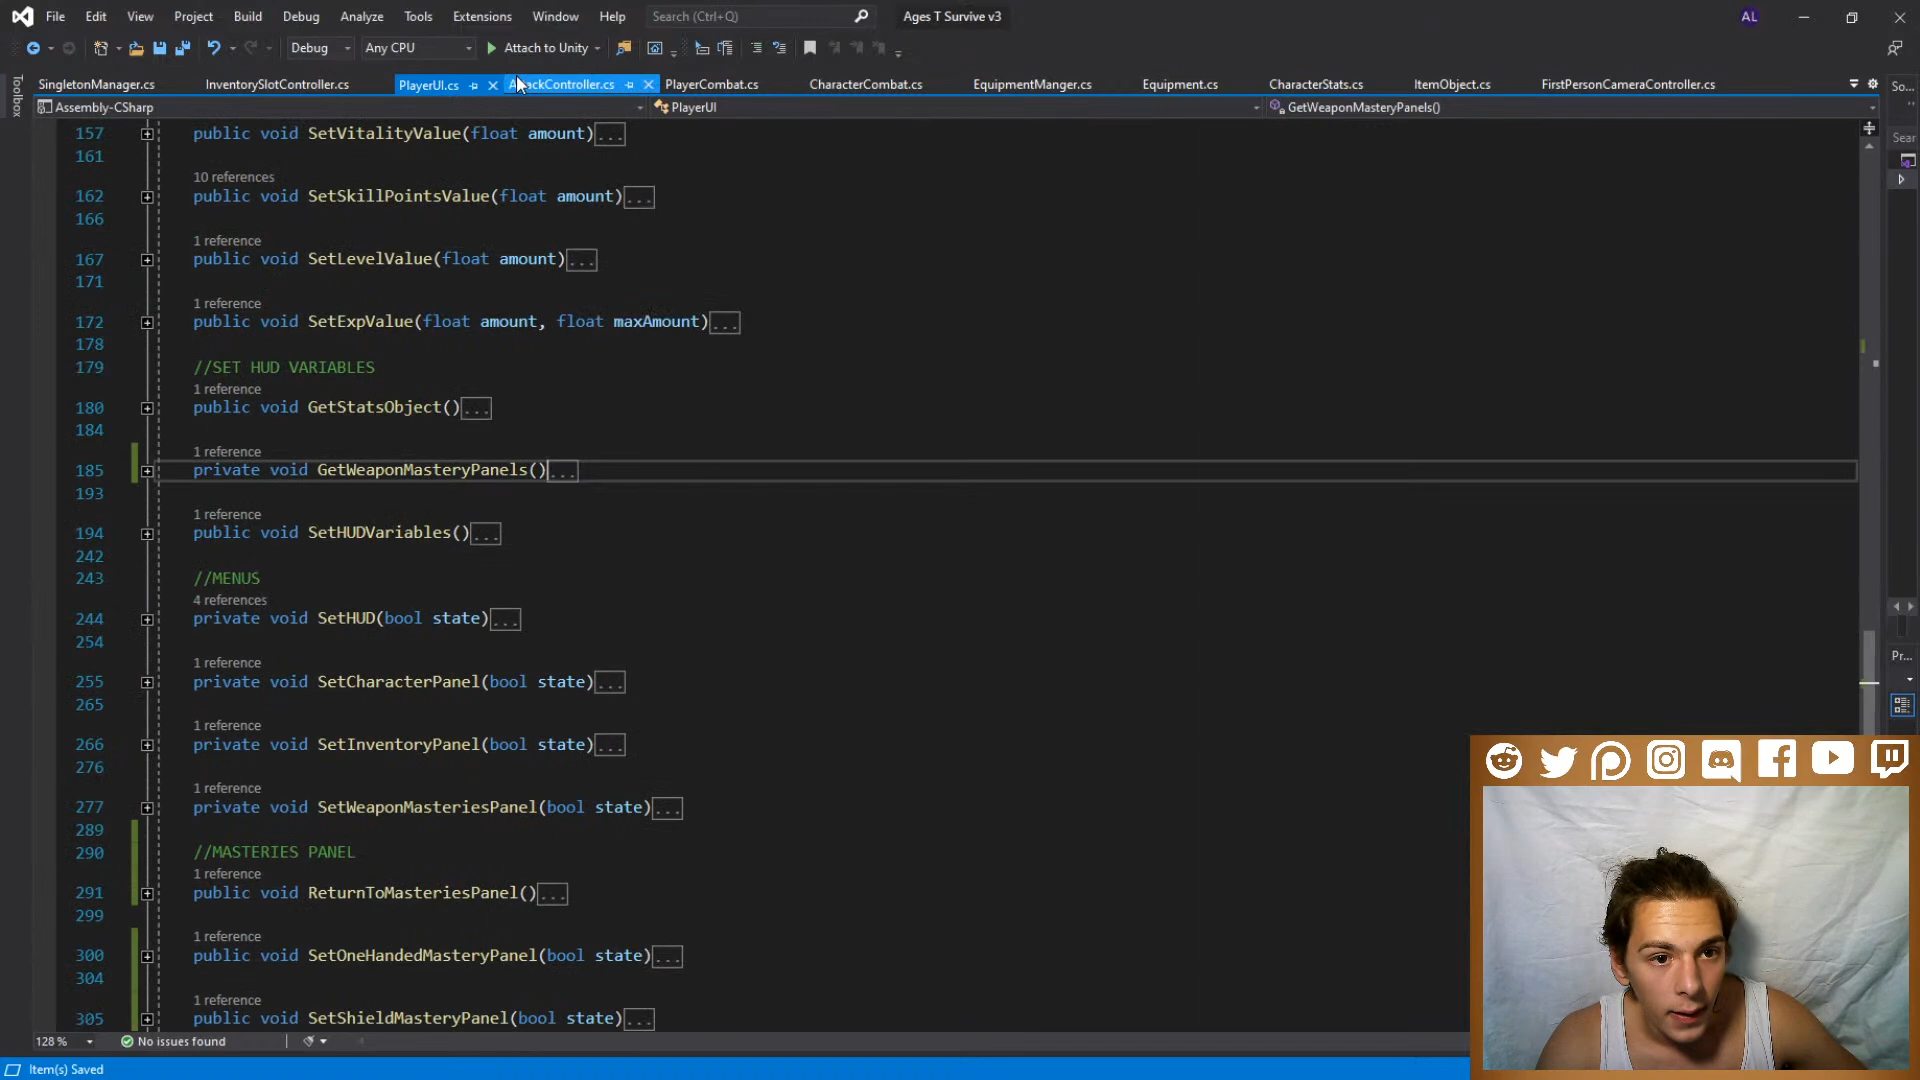 File Edit View Project Build Debug Analyze Tools Extensions Window Help Search (Ctrl+Q) Ages T Survive v3 AL
Debug Any CPU Attach to Unity
SingletonManager.cs InventorySlotController.cs PlayerUI.cs ckController.cs PlayerCombat.cs CharacterCombat.cs EquipmentManger.cs Equipment.cs CharacterStats.cs ItemObject.cs FirstPersonCameraController.cs So...
Toolbox
Assembly-CSharp PlayerUI GetWeaponMasteryPanels()
Sear
157 public void SetVitalityValue(float amount)...
161
10 references
162 public void SetSkillPointsValue(float amount)...
166
1 reference
167 public void SetLevelValue(float amount)...
171
1 reference
172 public void SetExpValue(float amount, float maxAmount)...
178
179 //SET HUD VARIABLES
1 reference
180 public void GetStatsObject()...
184
1 reference
185 private void GetWeaponMasteryPanels()...
193
1 reference
194 public void SetHUDVariables()...
242
243 //MENUS
4 references
244 private void SetHUD(bool state)...
254
1 reference
255 private void SetCharacterPanel(bool state)...
265
1 reference
266 private void SetInventoryPanel(bool state)...
276
1 reference
277 private void SetWeaponMasteriesPanel(bool state)...
289
290 //MASTERIES PANEL
1 reference
291 public void ReturnToMasteriesPanel()...
299
1 reference
300 public void SetOneHandedMasteryPanel(bool state)...
304
1 reference
305 public void SetShieldMasteryPanel(bool state)...
Pr...
128 % No issues found
Item(s) Saved